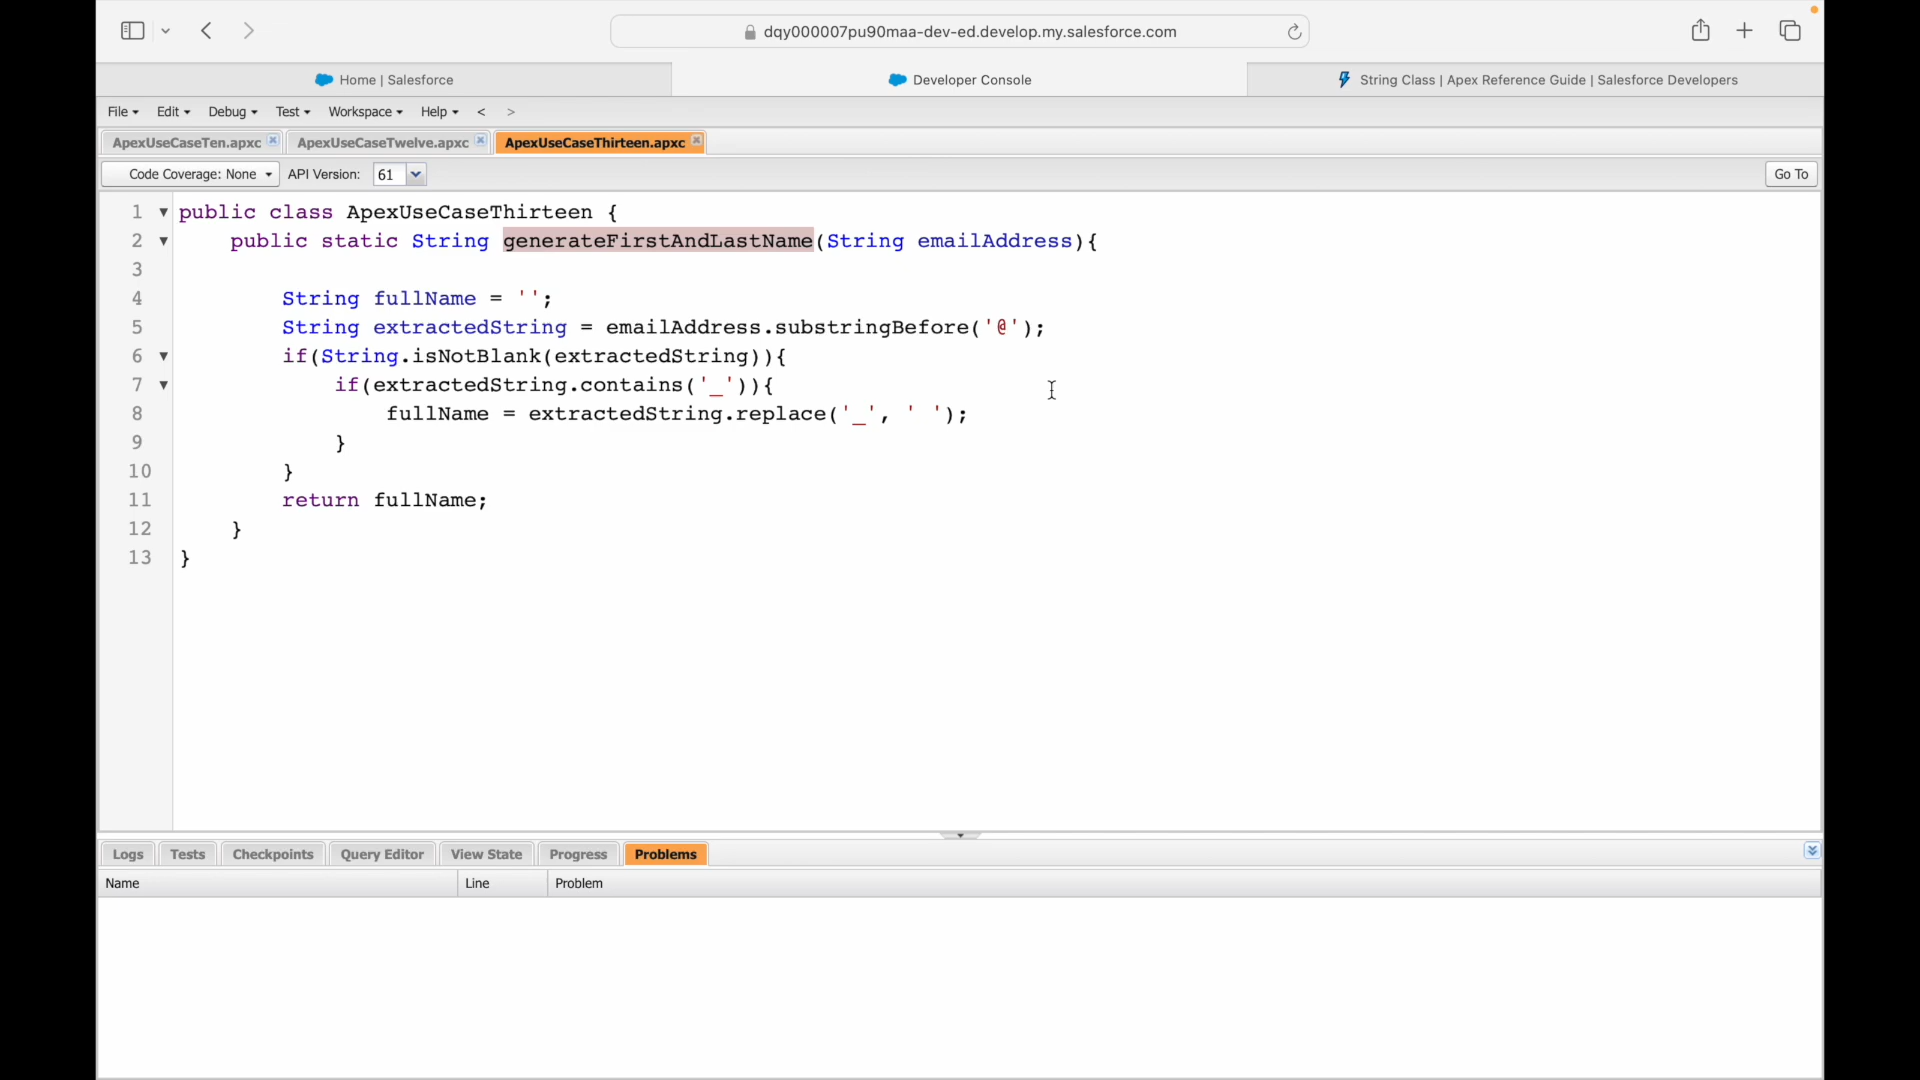 dqy000007pu90maa-dev-ed.develop.my.salesforce.com
Home | Salesforce
Developer Console
String Class | Apex Reference Guide | Salesforce Developers
File Edit Debug Test Workspace Help < >
ApexUseCaseTen.apxc ApexUseCaseTwelve.apxc ApexUseCaseThirteen.apxc
Code Coverage: None API Version: 61 Go To
1 public class ApexUseCaseThirteen {
2 public static String generateFirstAndLastName(String emailAddress){
3
4 String fullName = '';
5 String extractedString = emailAddress.substringBefore('@');
6 if(String.isNotBlank(extractedString)){
7 if(extractedString.contains('_')){
8 fullName = extractedString.replace('_', ' ');
9 }
10 }
11 return fullName;
12 }
13 }
Logs Tests Checkpoints Query Editor View State Progress Problems
Name Line Problem